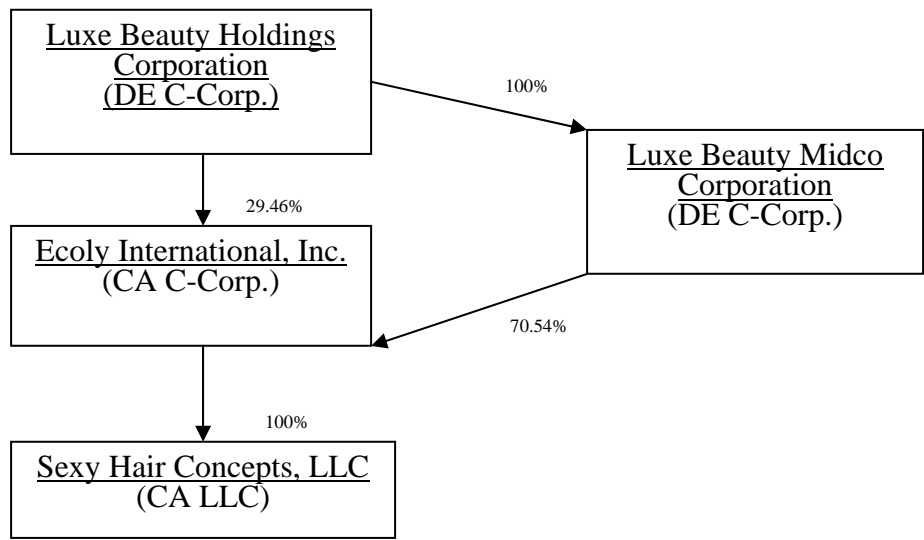 Luxe Beauty Holdings
Corporation
(DE C-Corp.)
100%
Luxe Beauty Midco
Corporation
(DE C-Corp.)
29.46%
Ecoly International, Inc.
(CA C-Corp.)
70.54%
100%
Sexy Hair Concepts, LLC
(CA LLC)